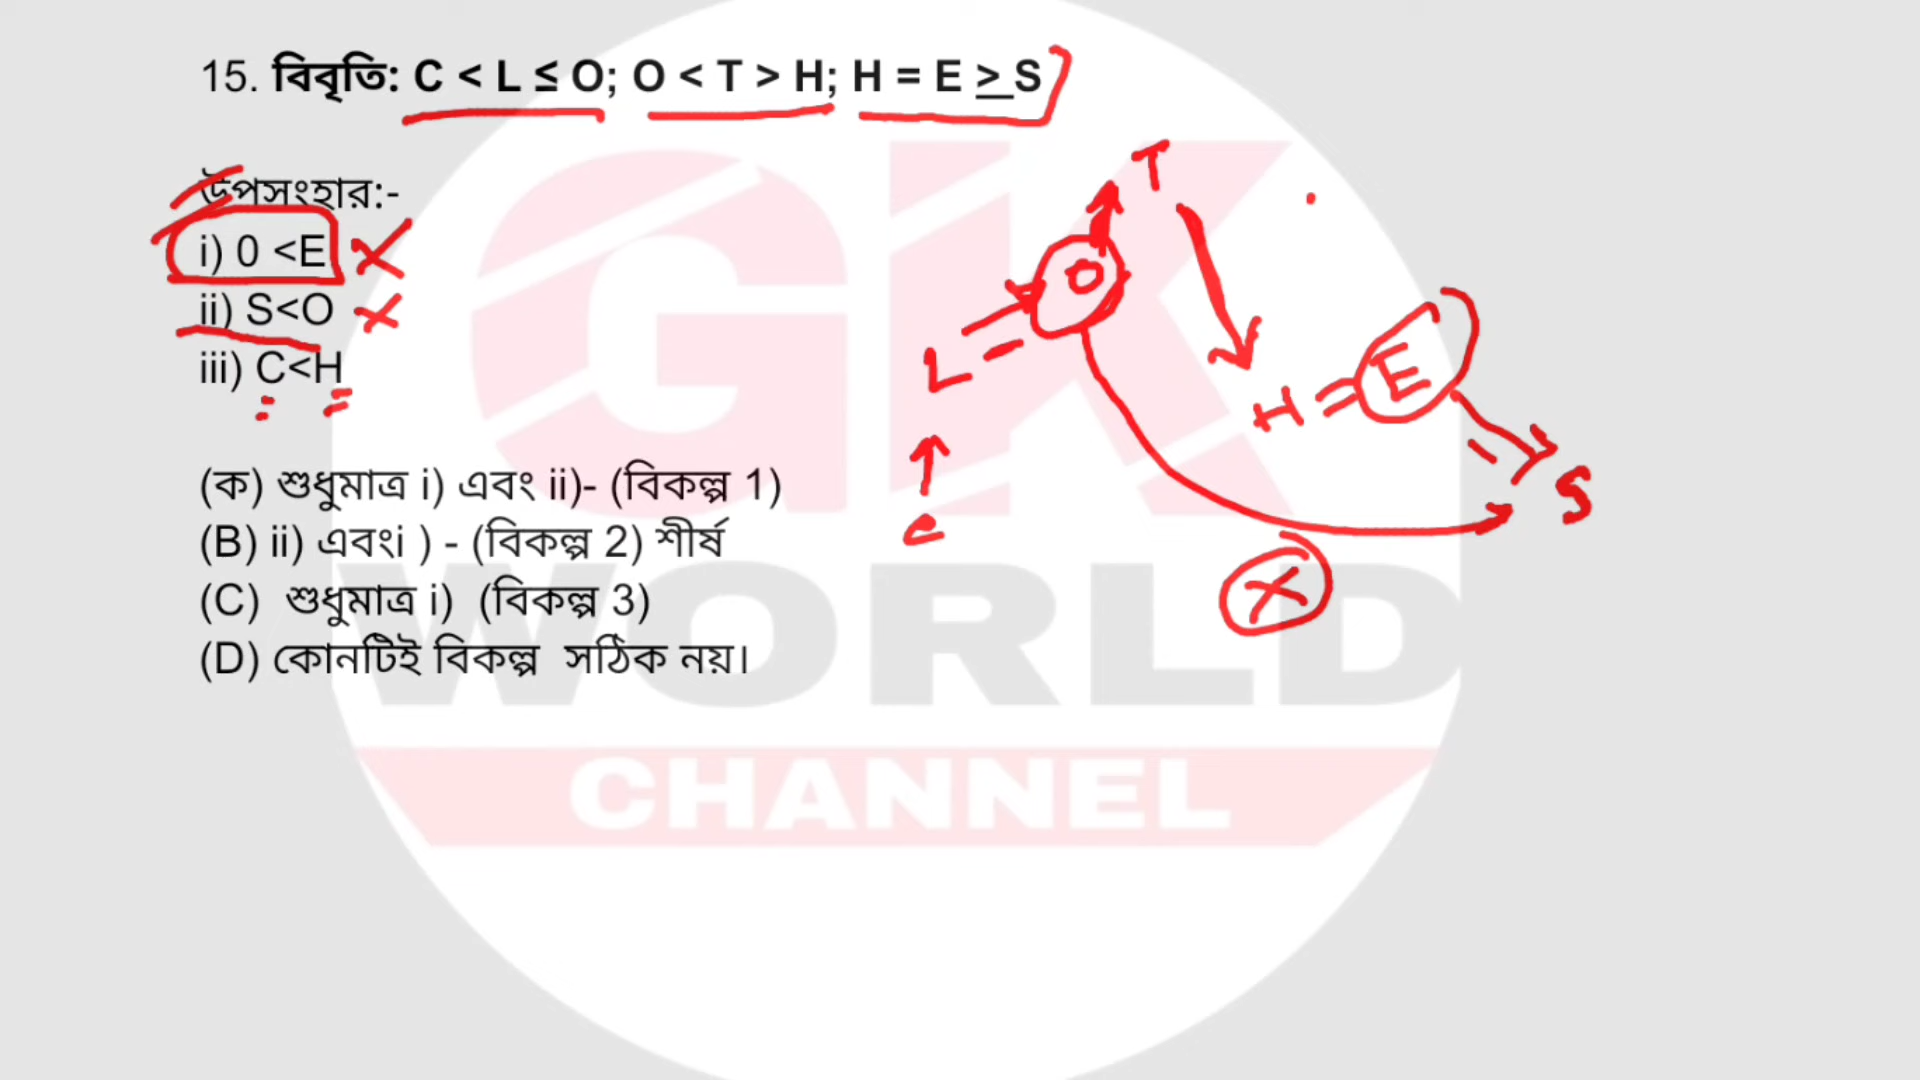 15. বিবৃতি: C < L ≤ O; O < T > H; H = E > S
উপসংহার:-
i) 0 <E
ii) S<O
iii) C<H
(ক) শুধুমাত্র i) এবং ii)- (বিকল্প 1)
(B) ii) এবংi ) - (বিকল্প 2) শীর্ষ
(C) শুধুমাত্র i) (বিকল্প 3)
(D) কোনটিই বিকল্প সঠিক নয়।
T
O
L
H = E
S
e
X
GK
WORLD
CHANNEL